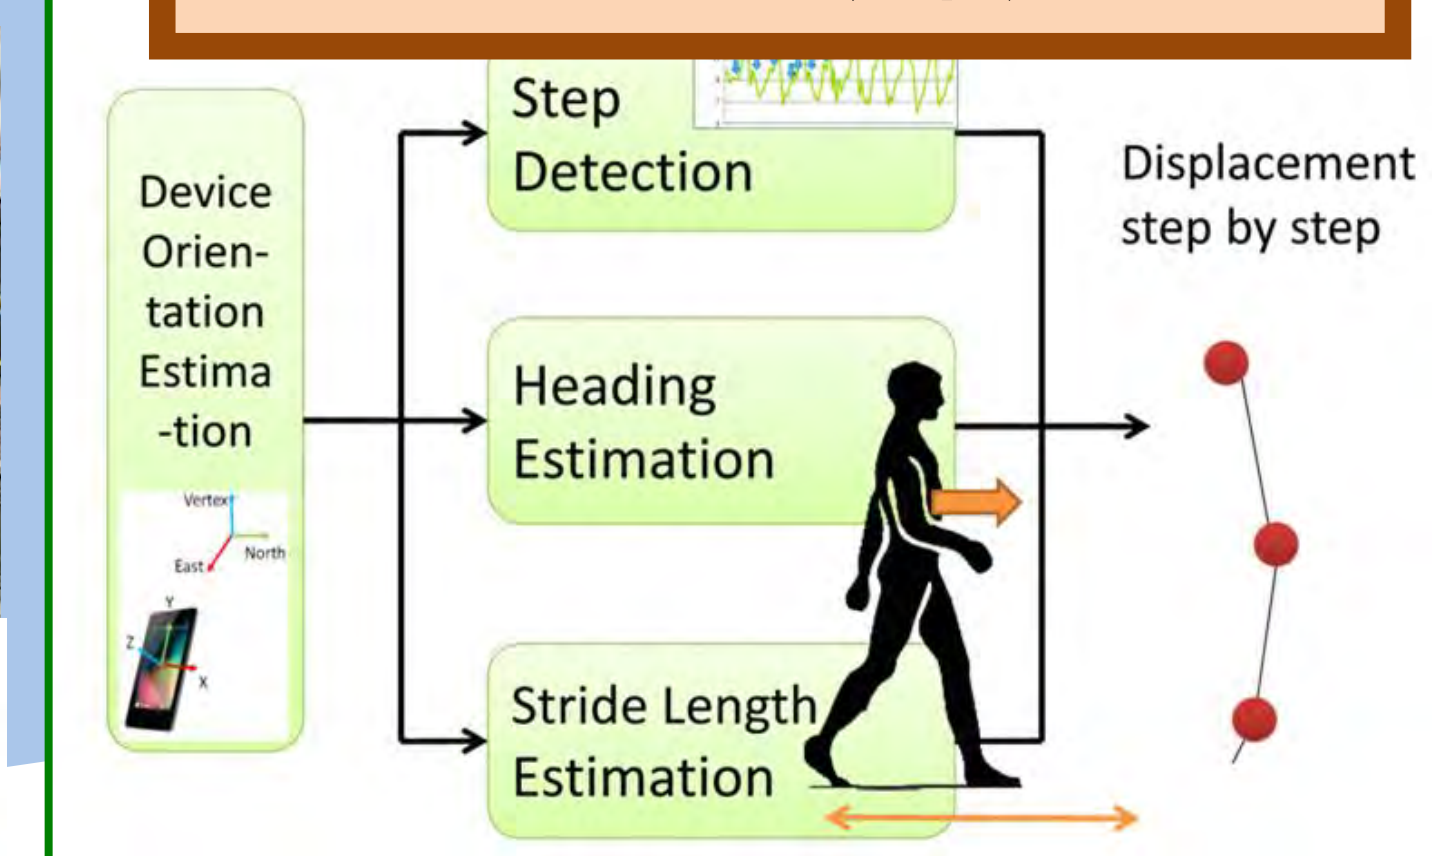 Device
Orien-
tation
Estima
-tion
Vertex
North
East
Y
Z
X
Step
Detection
Heading
Estimation
Stride Length
Estimation
Displacement
step by step